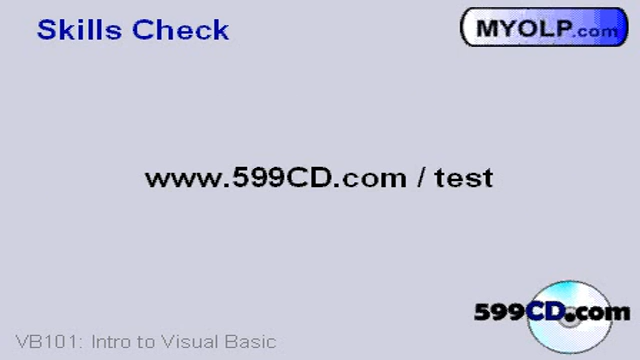 Skills Check
MYOLP.com
www.599CD.com / test
599CD.com
VB101: Intro to Visual Basic